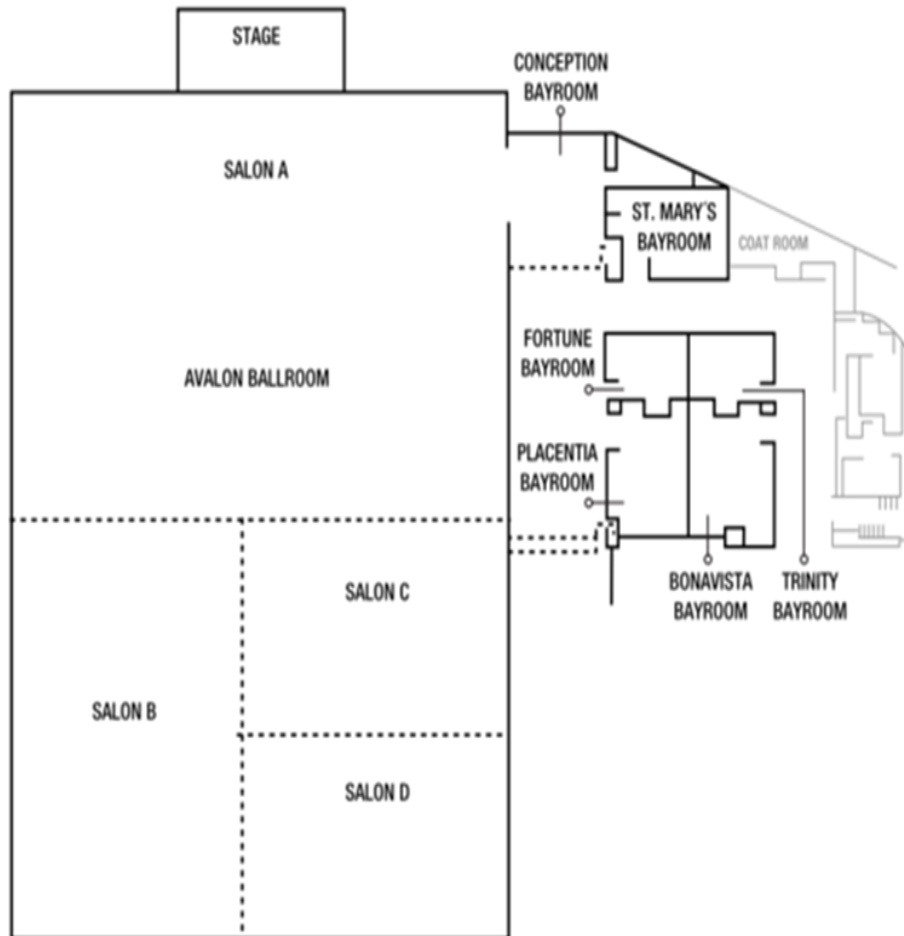 STAGE
CONCEPTION
BAYROOM
SALON A
ST. MARY'S
BAYROOM
COAT ROOM
FORTUNE
BAYROOM
AVALON BALLROOM
PLACENTIA
BAYROOM
SALON C
BONAVISTA
BAYROOM
TRINITY
BAYROOM
SALON B
SALON D